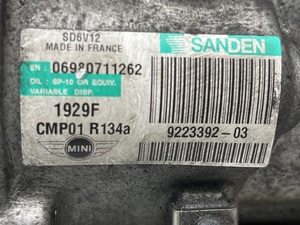 SD6V12
MADE IN FRANCE
SANDEN
EN : 06980711262
OIL : SP-10 OR EQUIV.
VARIABLE DISP.
1929F
CMP01 R134a
9223392-03
MINI